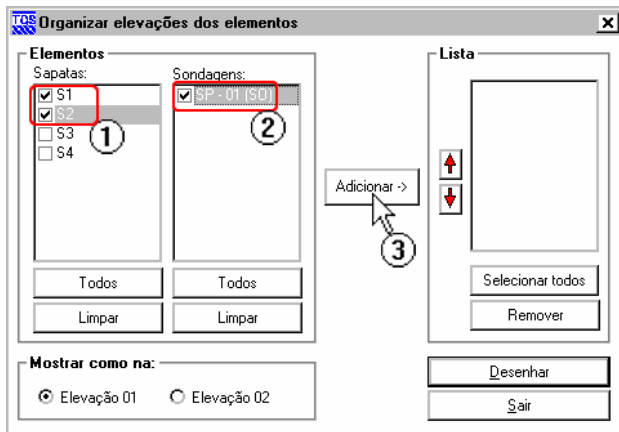 TQS Organizar elevações dos elementos
Elementos
Sapatas:
Sondagens:
S1
S2
S3
S4
1
SP - 01 (SO)
2
Todos
Limpar
Todos
Limpar
Adicionar ->
3
Lista
Selecionar todos
Remover
Mostrar como na:
Elevação 01
Elevação 02
Desenhar
Sair